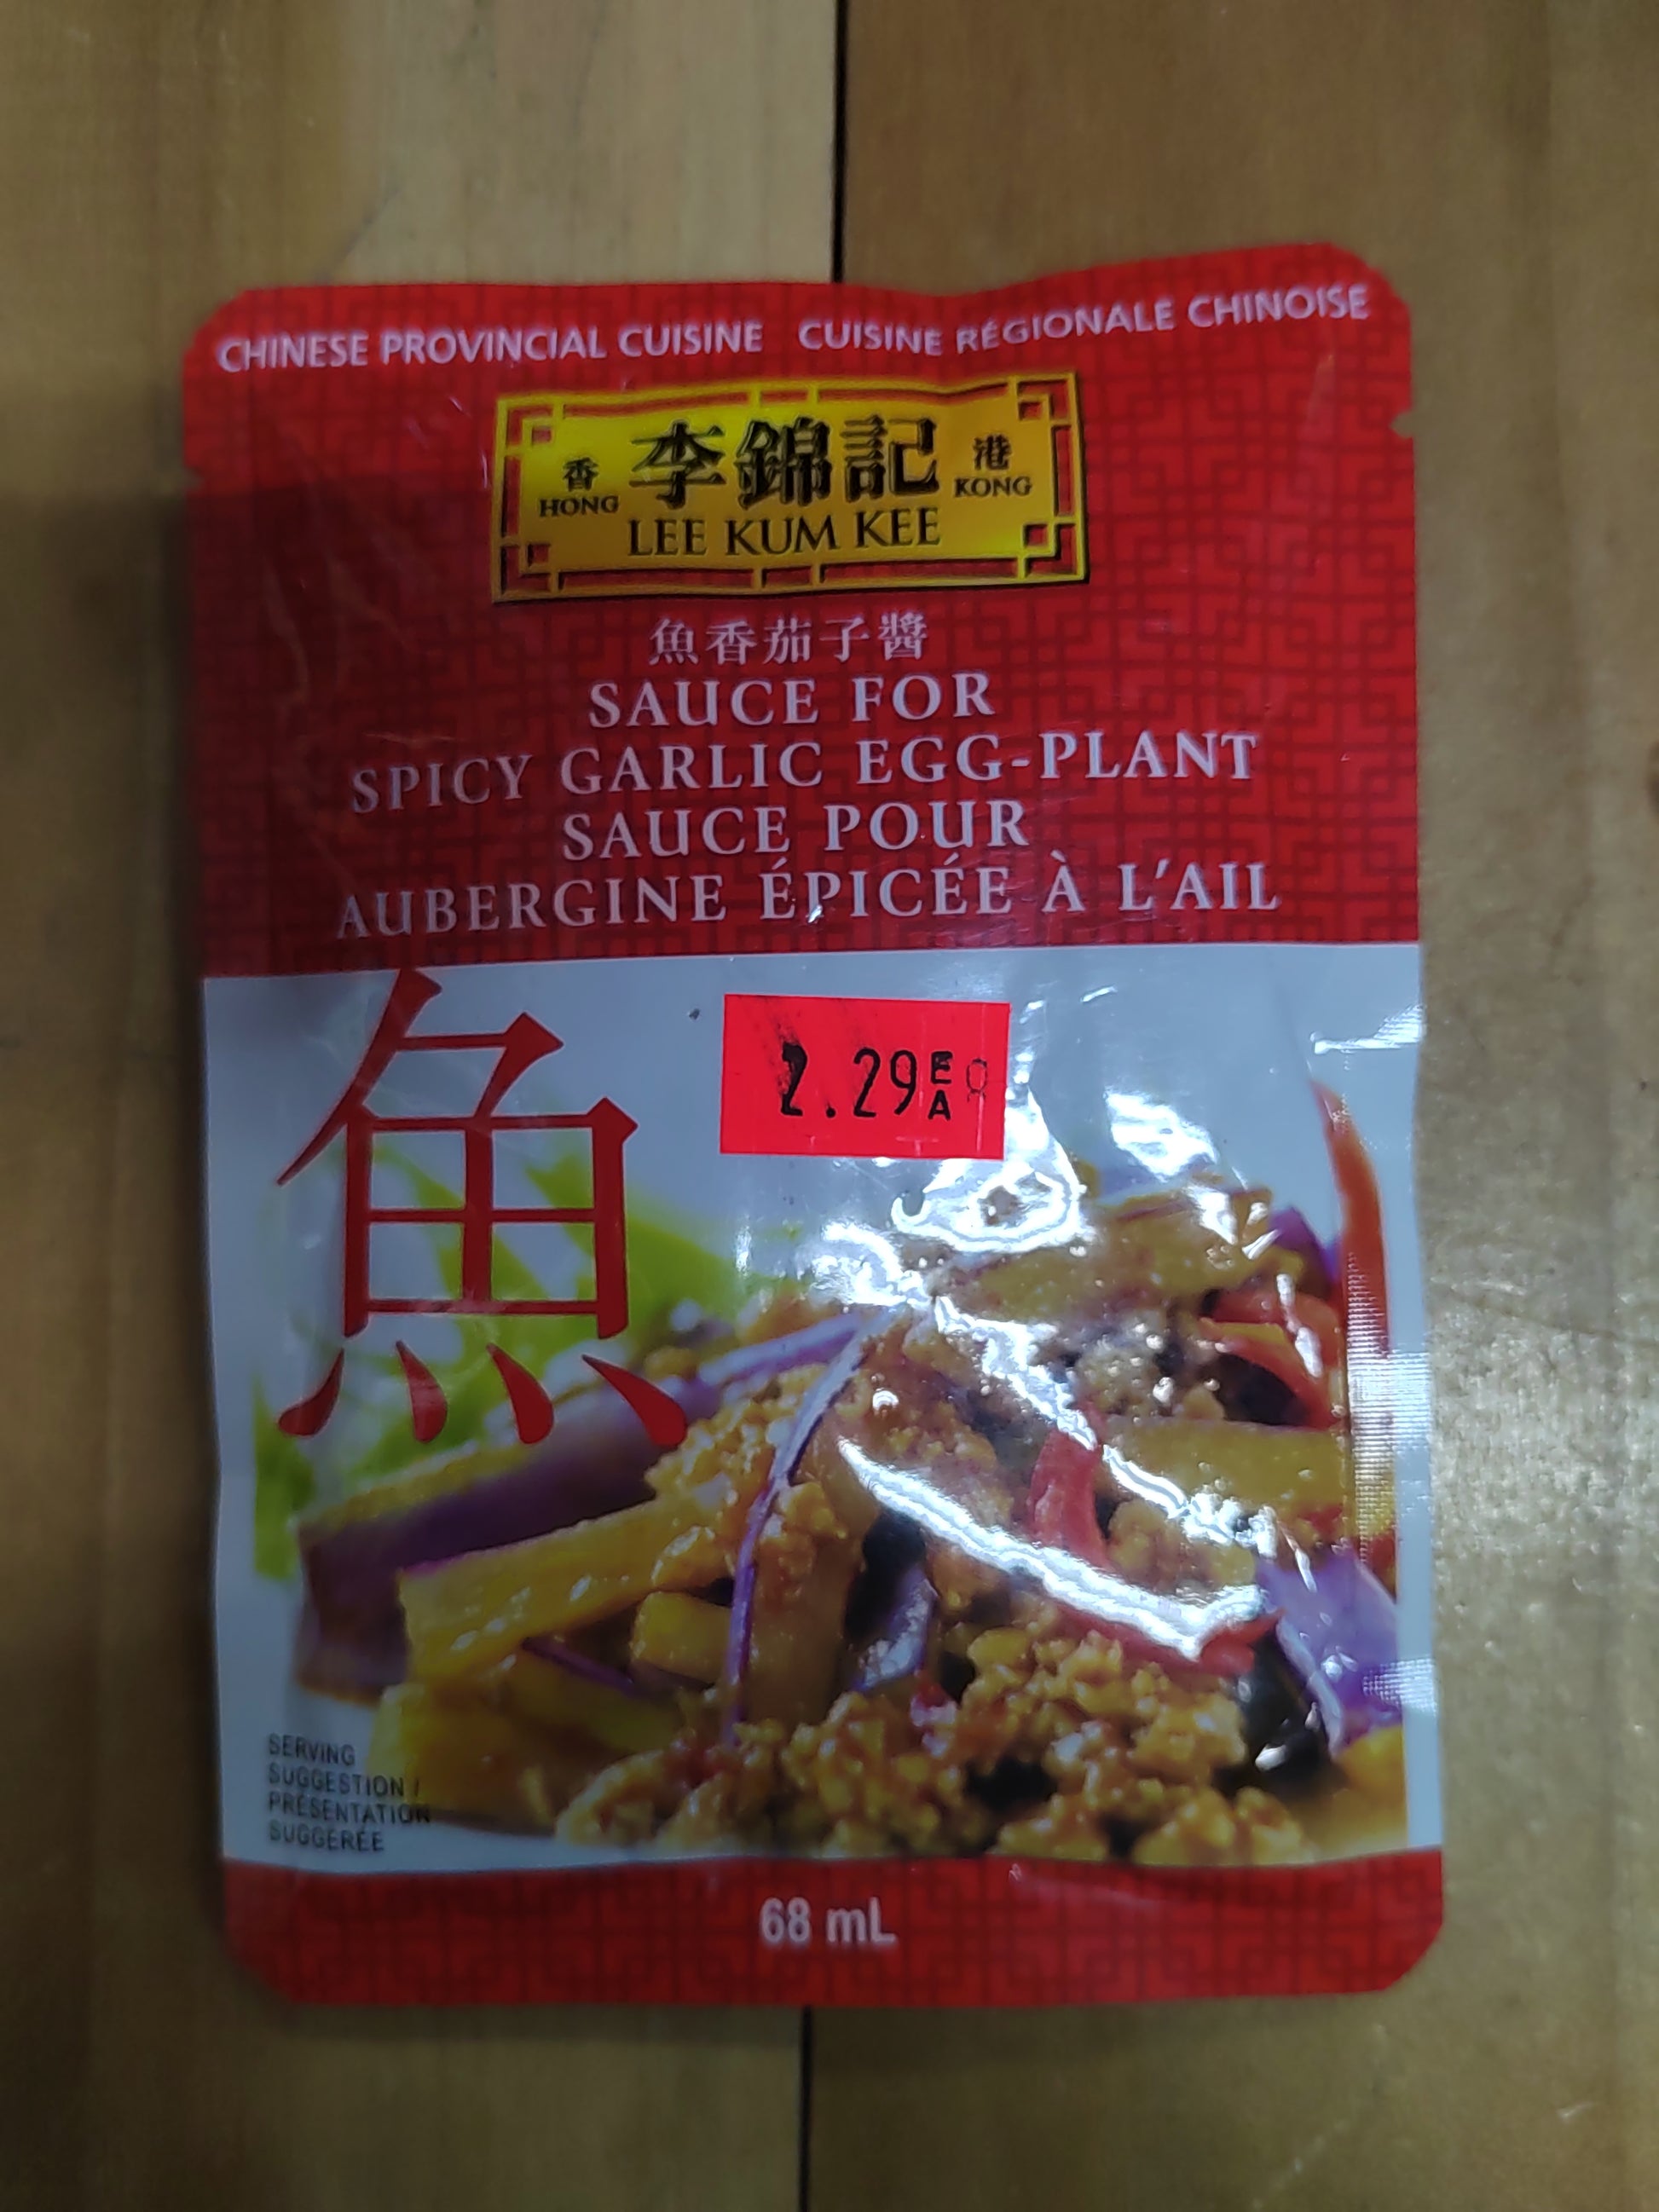 CHINESE PROVINCIAL CUISINE CUISINE RÉGIONALE CHINOISE
香 李錦記 港
HONG KONG
LEE KUM KEE
魚香茄子醬
SAUCE FOR
SPICY GARLIC EGG-PLANT
SAUCE POUR
AUBERGINE ÉPICÉE À L'AIL
魚
2.29 EA
SERVING
SUGGESTION /
PRÉSENTATION
SUGGÉRÉE
68 mL